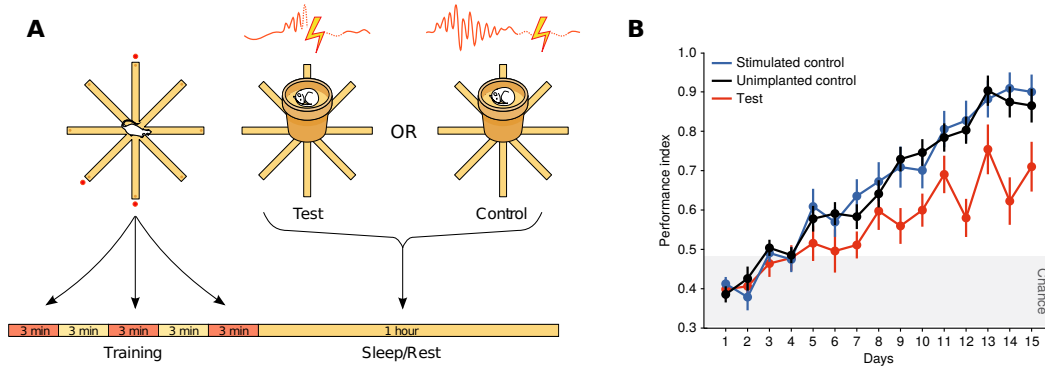 A
OR
Test
Control
3 min
3 min
3 min
3 min
3 min
1 hour
Training
Sleep/Rest
B
Performance index
1.0
0.9
0.8
0.7
0.6
0.5
0.4
0.3
Stimulated control
Unimplanted control
Test
Chance
1 2 3 4 5 6 7 8 9 10 11 12 13 14 15
Days